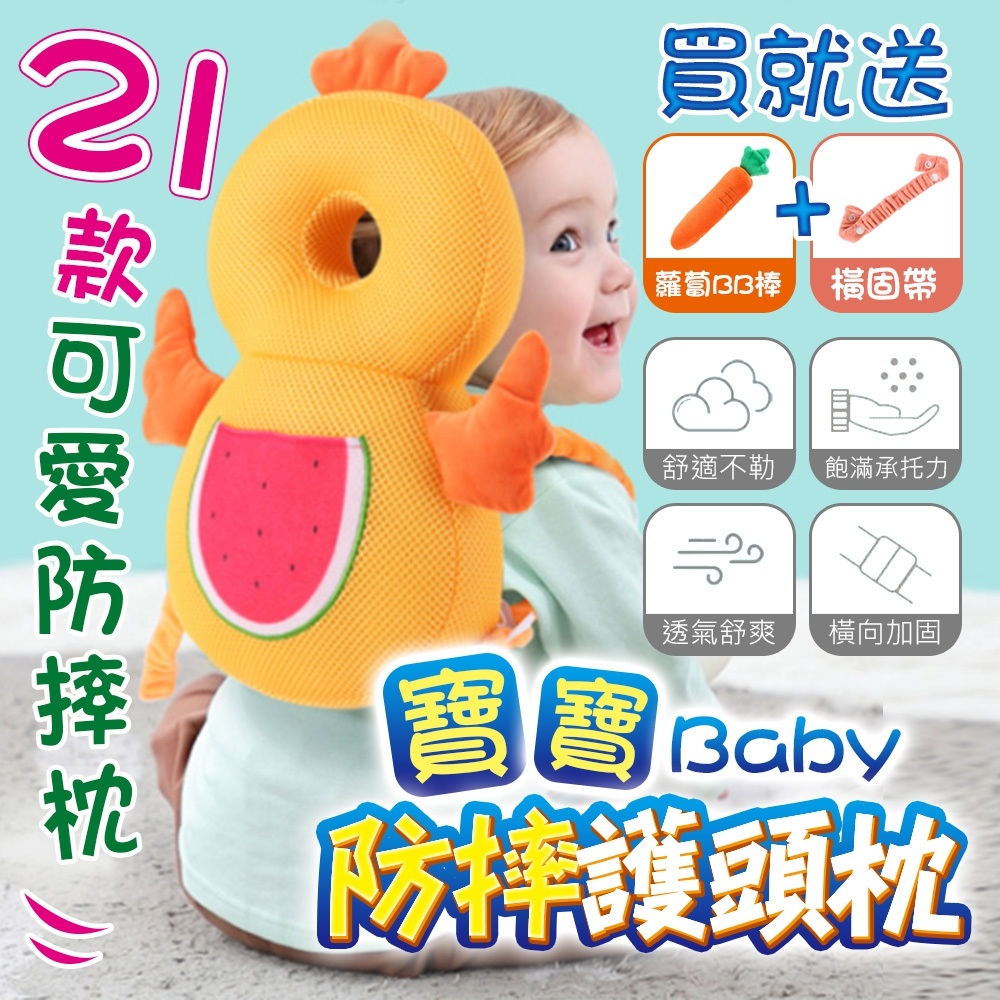 21
款可愛防摔枕
買就送
蘿蔔BB棒
+
橫固帶
舒適不勒
飽滿承托力
透氣舒爽
橫向加固
寶寶Baby
防摔護頭枕